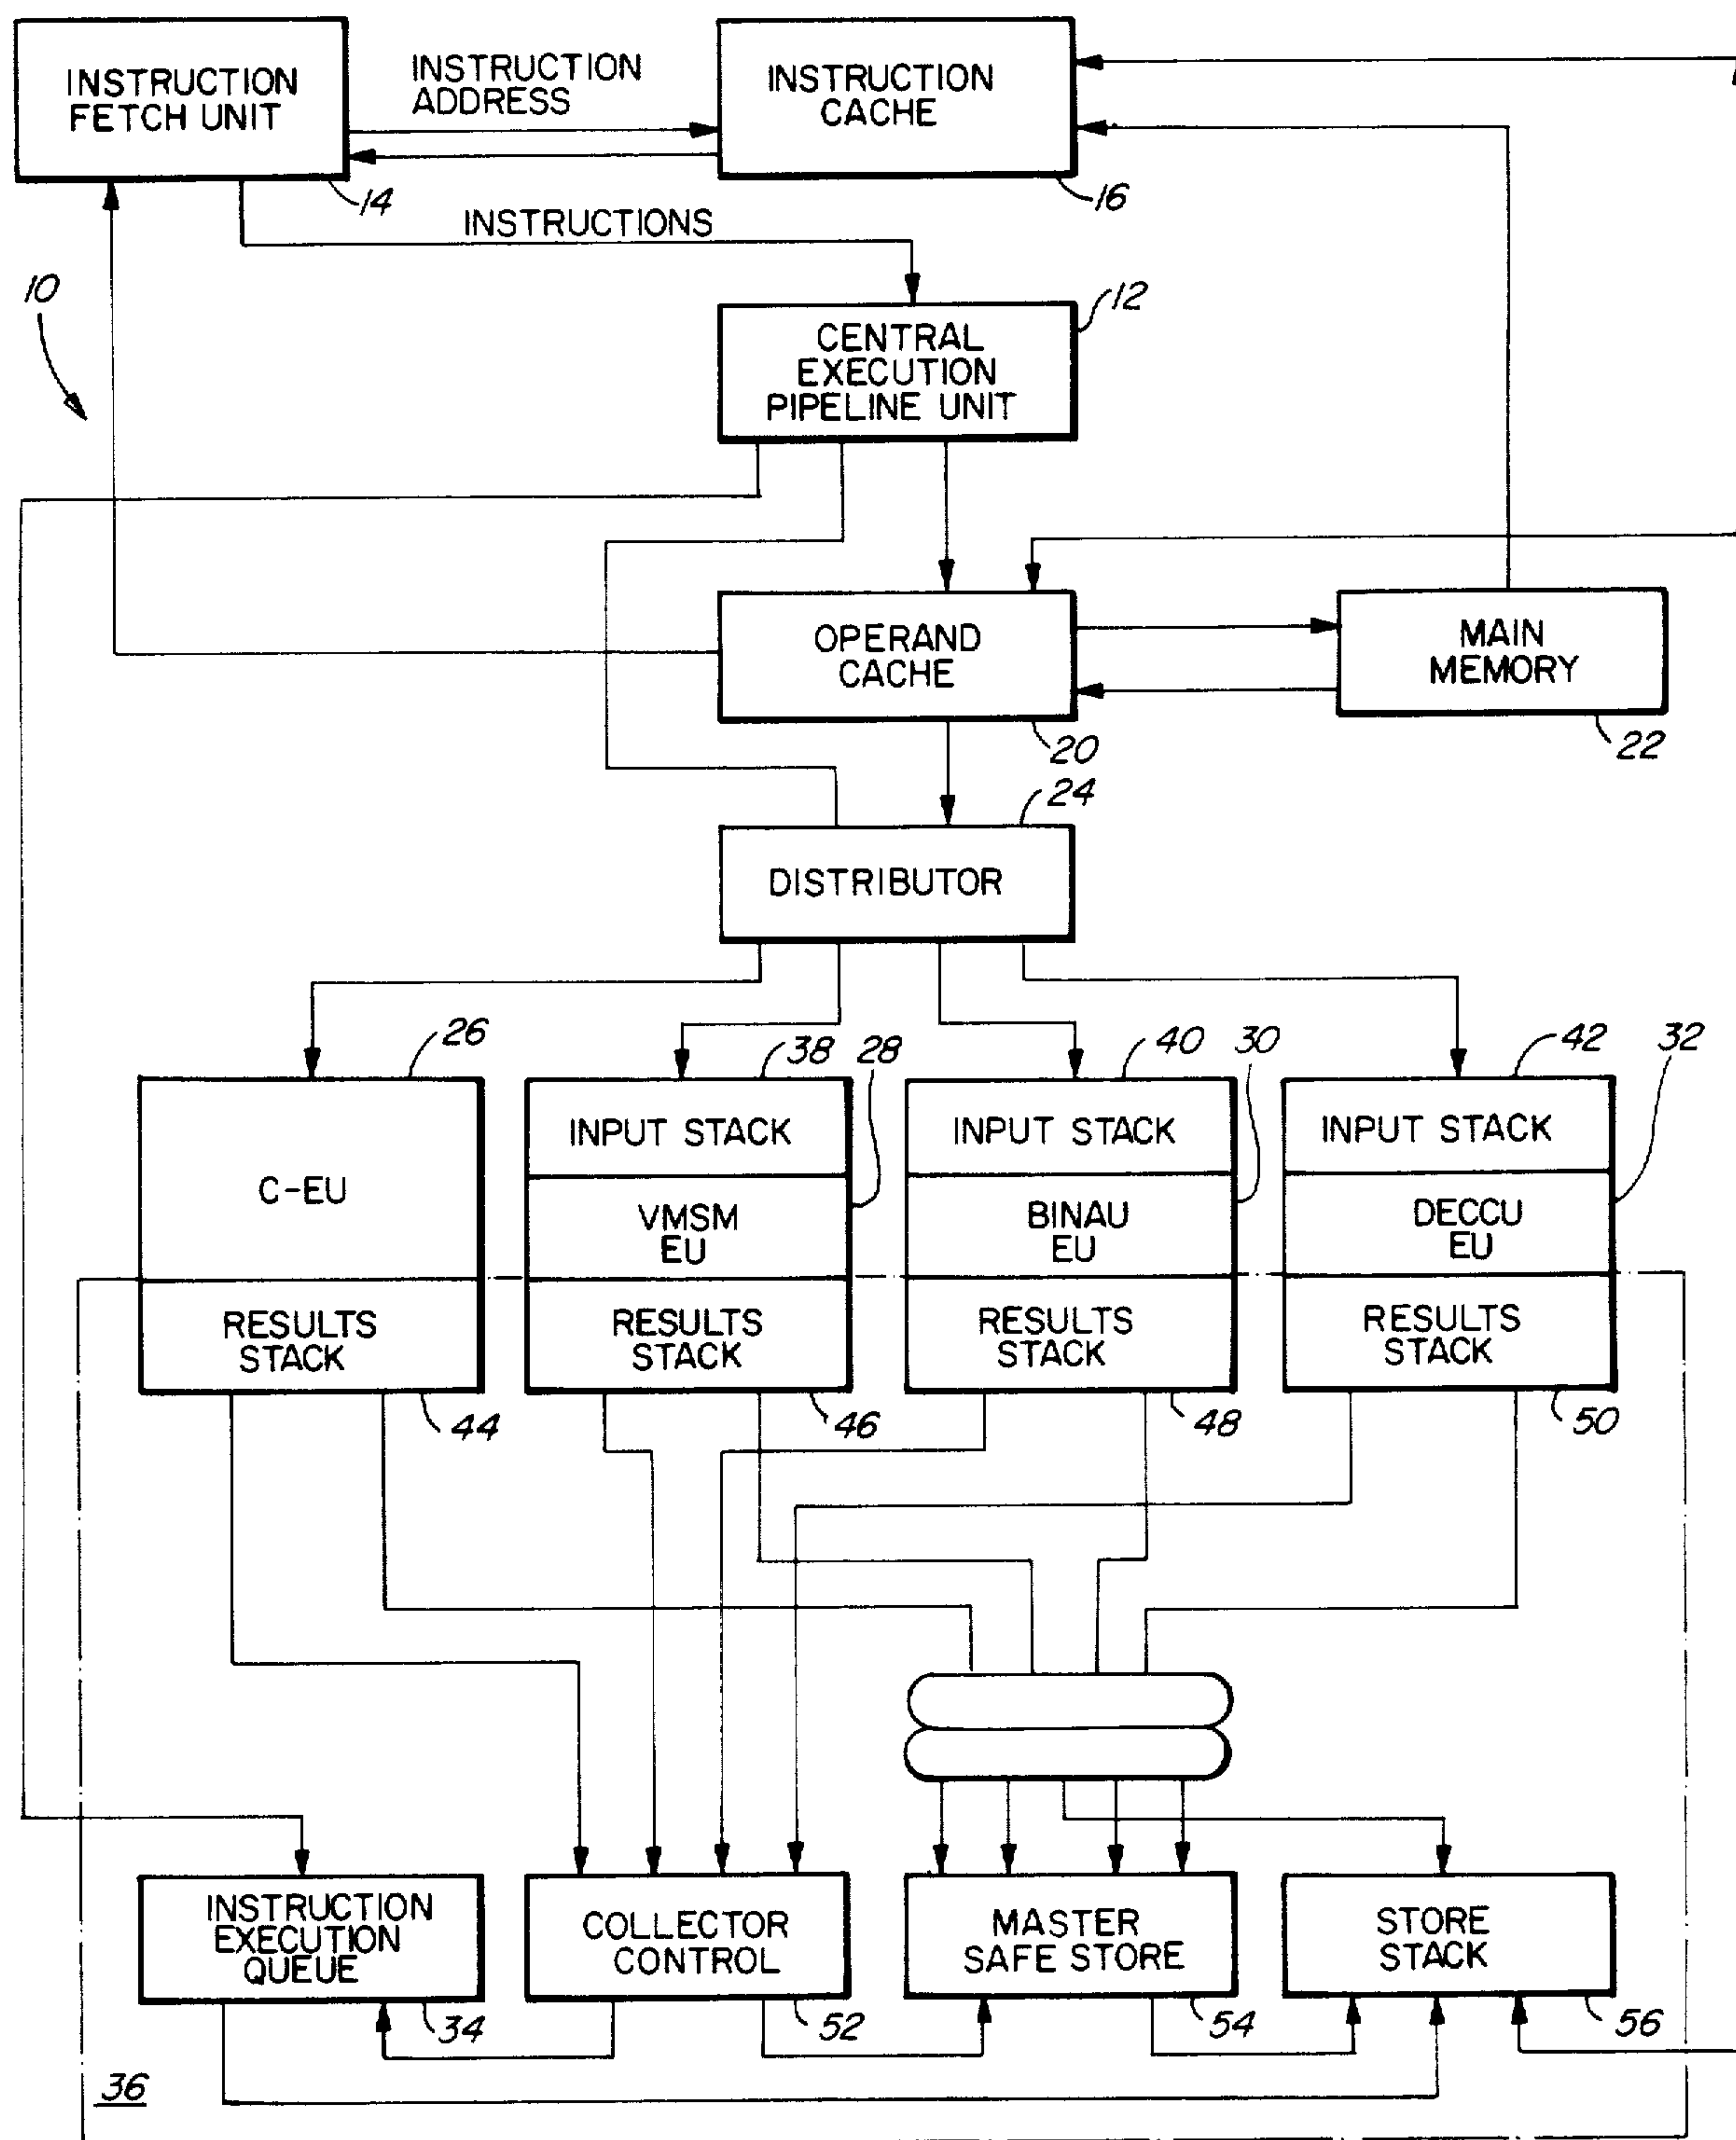 INSTRUCTION
FETCH UNIT
14
INSTRUCTION
ADDRESS
INSTRUCTION
CACHE
16
INSTRUCTIONS
10
12
CENTRAL
EXECUTION
PIPELINE UNIT
OPERAND
CACHE
20
MAIN
MEMORY
22
24
DISTRIBUTOR
26
C-EU
RESULTS
STACK
44
38
28
INPUT STACK
VMSM
EU
RESULTS
STACK
46
40
30
INPUT STACK
BINAU
EU
RESULTS
STACK
48
42
32
INPUT STACK
DECCU
EU
RESULTS
STACK
50
INSTRUCTION
EXECUTION
QUEUE
34
COLLECTOR
CONTROL
52
MASTER
SAFE STORE
54
STORE
STACK
56
36